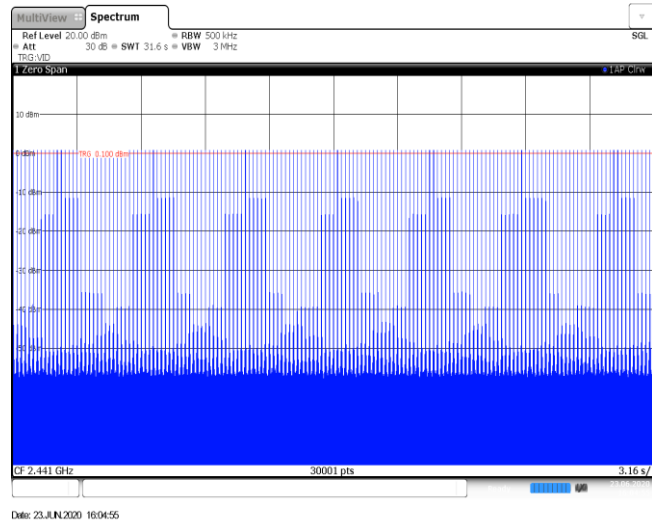 MultiView Spectrum
Ref Level 20.00 dBm RBW 500 kHz SGL
Att 30 dB SWT 31.6 s VBW 3 MHz
TRG:VID
1 Zero Span 1AP Clrw
10 dBm
0 dBm
TRG 0.100 dBm
-10 dBm
-20 dBm
-30 dBm
-40 dBm
CF 2.441 GHz 30001 pts 3.16 s/
Date: 23.JUN.2020 16:04:55